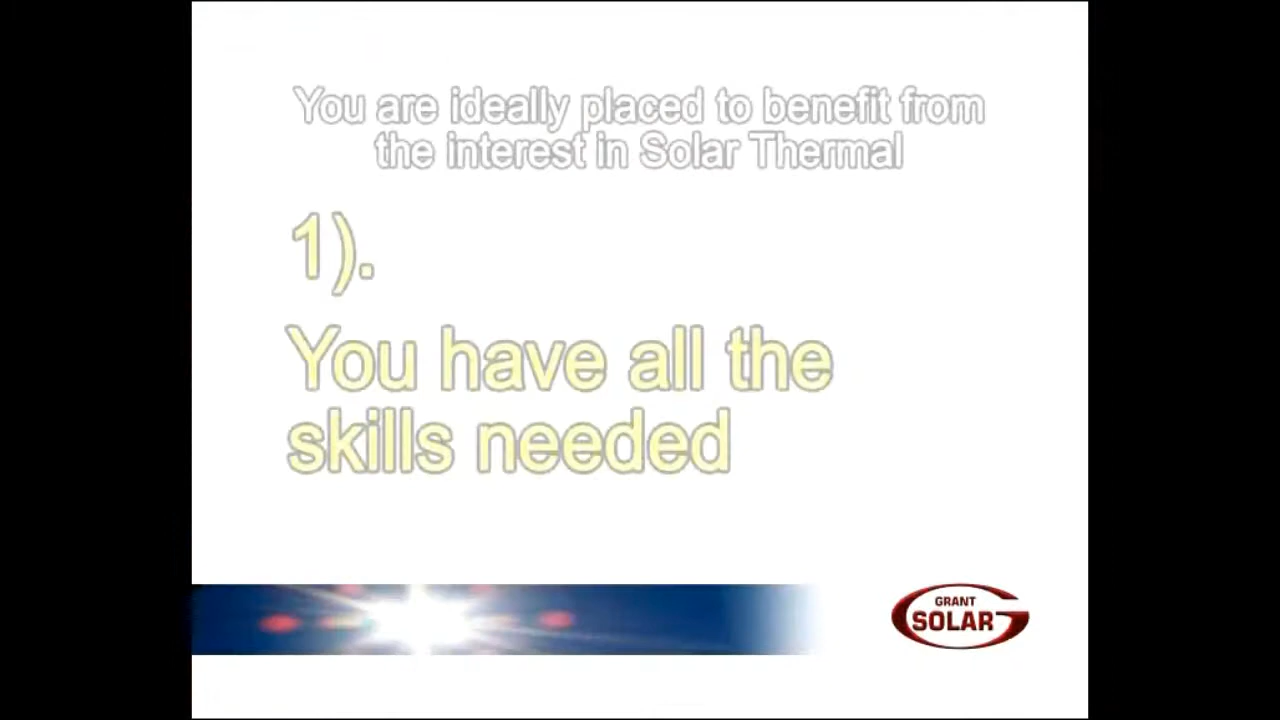 You are ideally placed to benefit from
the interest in Solar Thermal
1).
You have all the
skills needed
GRANT
SOLAR